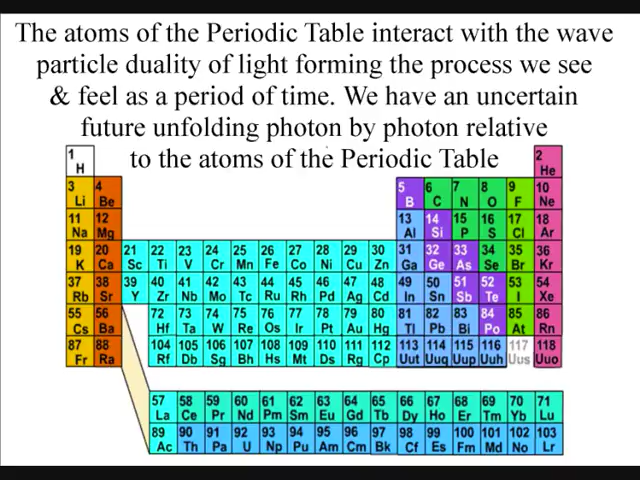 The atoms of the Periodic Table interact with the wave
particle duality of light forming the process we see
& feel as a period of time. We have an uncertain
future unfolding photon by photon relative
to the atoms of the Periodic Table
1 2
H He
3 4 5 6 7 8 9 10
Li Be B C N O F Ne
11 12 13 14 15 16 17 18
Na Mg Al Si P S Cl Ar
19 20 21 22 23 24 25 26 27 28 29 30 31 32 33 34 35 36
K Ca Sc Ti V Cr Mn Fe Co Ni Cu Zn Ga Ge As Se Br Kr
37 38 39 40 41 42 43 44 45 46 47 48 49 50 51 52 53 54
Rb Sr Y Zr Nb Mo Tc Ru Rh Pd Ag Cd In Sn Sb Te I Xe
55 56 72 73 74 75 76 77 78 79 80 81 82 83 84 85 86
Cs Ba Hf Ta W Re Os Ir Pt Au Hg Tl Pb Bi Po At Rn
87 88 104 105 106 107 108 109 110 111 112 113 114 115 116 117 118
Fr Ra Rf Db Sg Bh Hs Mt Ds Rg Cp Uut Uuq Uup Uuh Uus Uuo
57 58 59 60 61 62 63 64 65 66 67 68 69 70 71
La Ce Pr Nd Pm Sm Eu Gd Tb Dy Ho Er Tm Yb Lu
89 90 91 92 93 94 95 96 97 98 99 100 101 102 103
Ac Th Pa U Np Pu Am Cm Bk Cf Es Fm Md No Lr